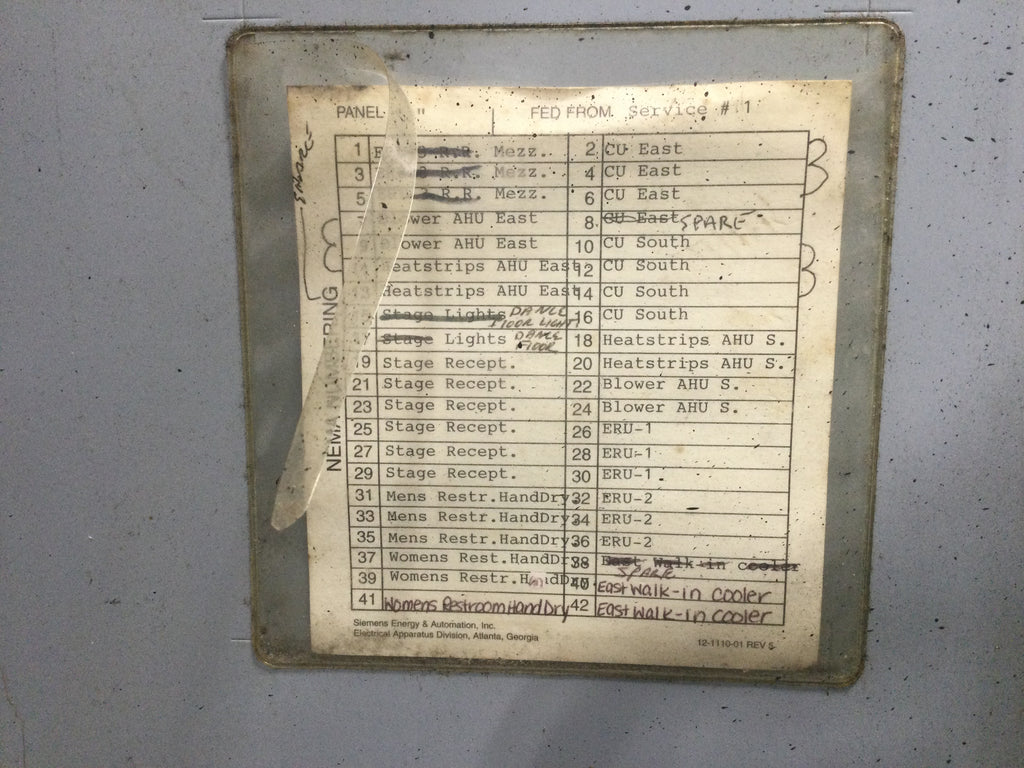 PANEL " FED FROM Service # 1
SPARE
NEMA NUMBERING
1 R.R. Mezz. 2 CU East
3 R.R. Mezz. 4 CU East
5 R.R. Mezz. 6 CU East
7 Blower AHU East 8 CU East SPARE
9 Blower AHU East 10 CU South
11 Heatstrips AHU East 12 CU South
13 Heatstrips AHU East 14 CU South
Stage Lights DANCE FLOOR LIGHT 16 CU South
17 Stage Lights DANCE FLOOR 18 Heatstrips AHU S.
19 Stage Recept. 20 Heatstrips AHU S.
21 Stage Recept. 22 Blower AHU S.
23 Stage Recept. 24 Blower AHU S.
25 Stage Recept. 26 ERU-1
27 Stage Recept. 28 ERU-1
29 Stage Recept. 30 ERU-1
31 Mens Restr.HandDry. 32 ERU-2
33 Mens Restr.HandDry. 34 ERU-2
35 Mens Restr.HandDry. 36 ERU-2
37 Womens Rest.HandDry. 38 East Walk-in cooler SPARE
39 Womens Restr.HandDry. 40 East Walk-in cooler
41 Womens Restroom Hand Dry 42 East Walk-in cooler
Siemens Energy & Automation, Inc.
Electrical Apparatus Division, Atlanta, Georgia
12-1110-01 REV 5